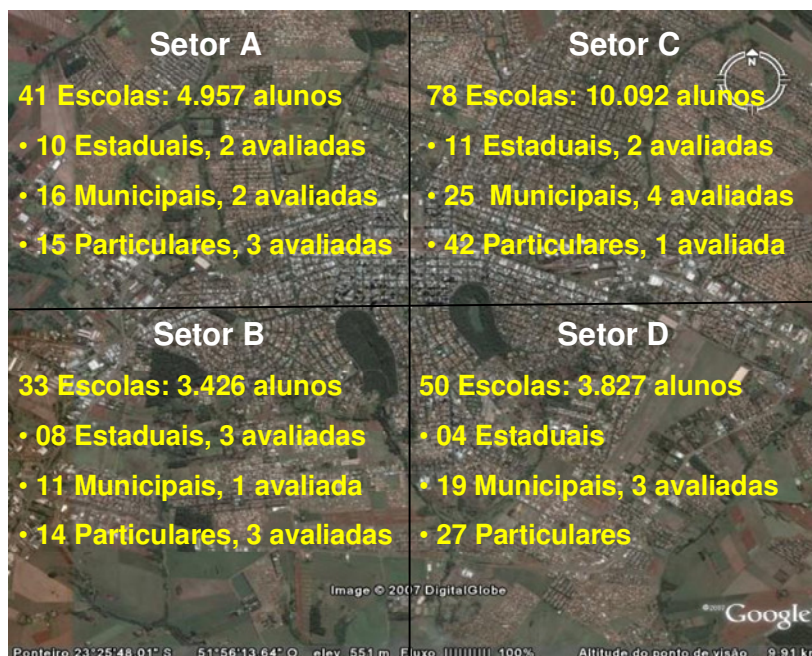 Setor A
41 Escolas: 4.957 alunos
• 10 Estaduais, 2 avaliadas
• 16 Municipais, 2 avaliadas
• 15 Particulares, 3 avaliadas
Setor C
N
78 Escolas: 10.092 alunos
• 11 Estaduais, 2 avaliadas
• 25 Municipais, 4 avaliadas
• 42 Particulares, 1 avaliada
Setor B
33 Escolas: 3.426 alunos
• 08 Estaduais, 3 avaliadas
• 11 Municipais, 1 avaliada
• 14 Particulares, 3 avaliadas
Setor D
50 Escolas: 3.827 alunos
• 04 Estaduais
• 19 Municipais, 3 avaliadas
• 27 Particulares
Image © 2007 DigitalGlobe
©2007 Google
Ponteiro 23°25'48.01" S 51°56'13.64" O elev. 551 m Fluxo |||||||||| 100% Altitude do ponto de visão 9.91 k